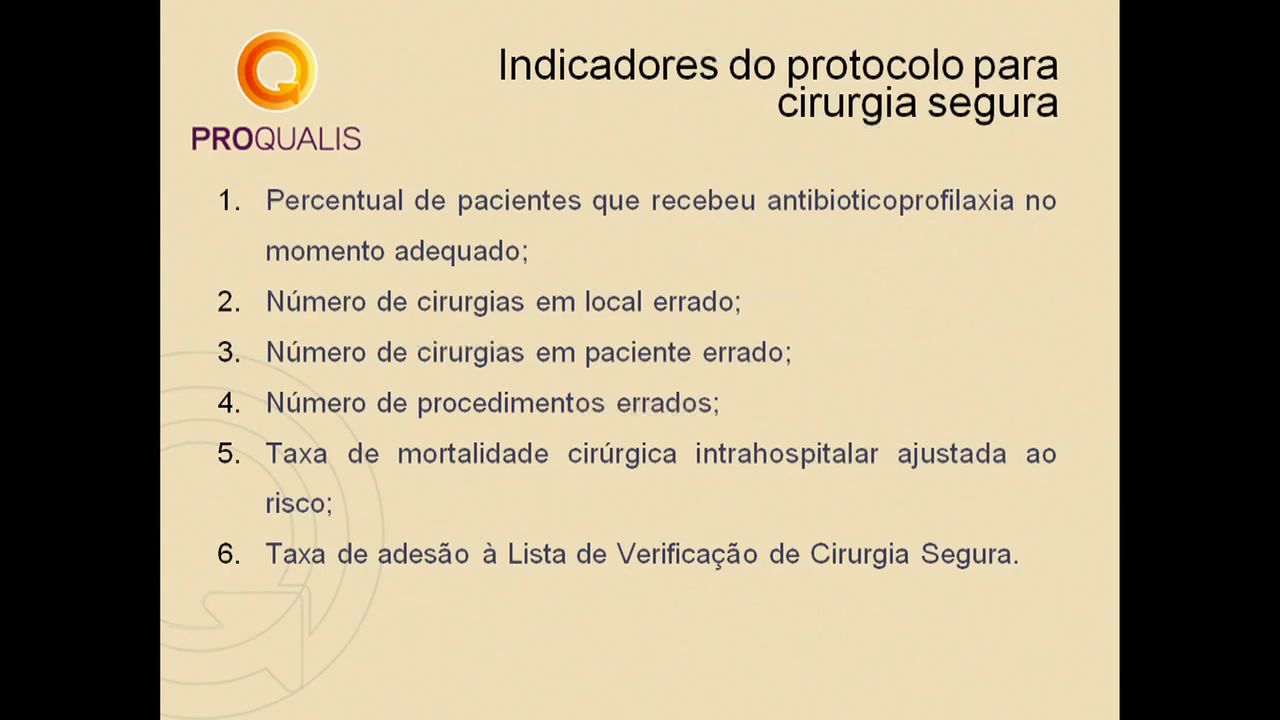 Indicadores do protocolo para
cirurgia segura
PROQUALIS
1. Percentual de pacientes que recebeu antibioticoprofilaxia no
momento adequado;
2. Número de cirurgias em local errado;
3. Número de cirurgias em paciente errado;
4. Número de procedimentos errados;
5. Taxa de mortalidade cirúrgica intrahospitalar ajustada ao
risco;
6. Taxa de adesão à Lista de Verificação de Cirurgia Segura.